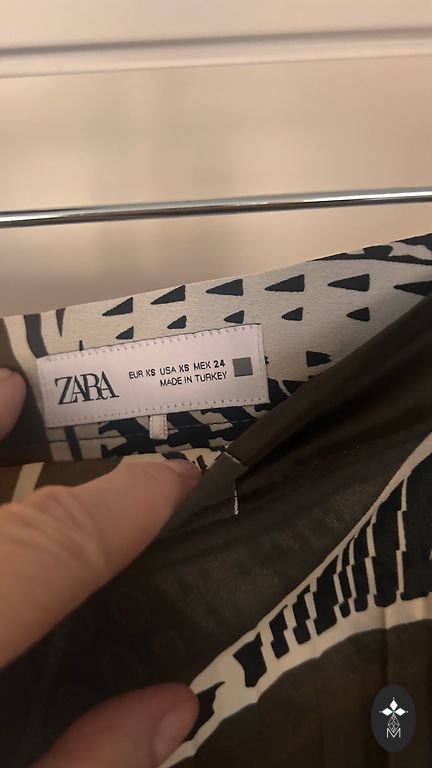 ZARA
EUR XS USA XS MEX 24
MADE IN TURKEY
M